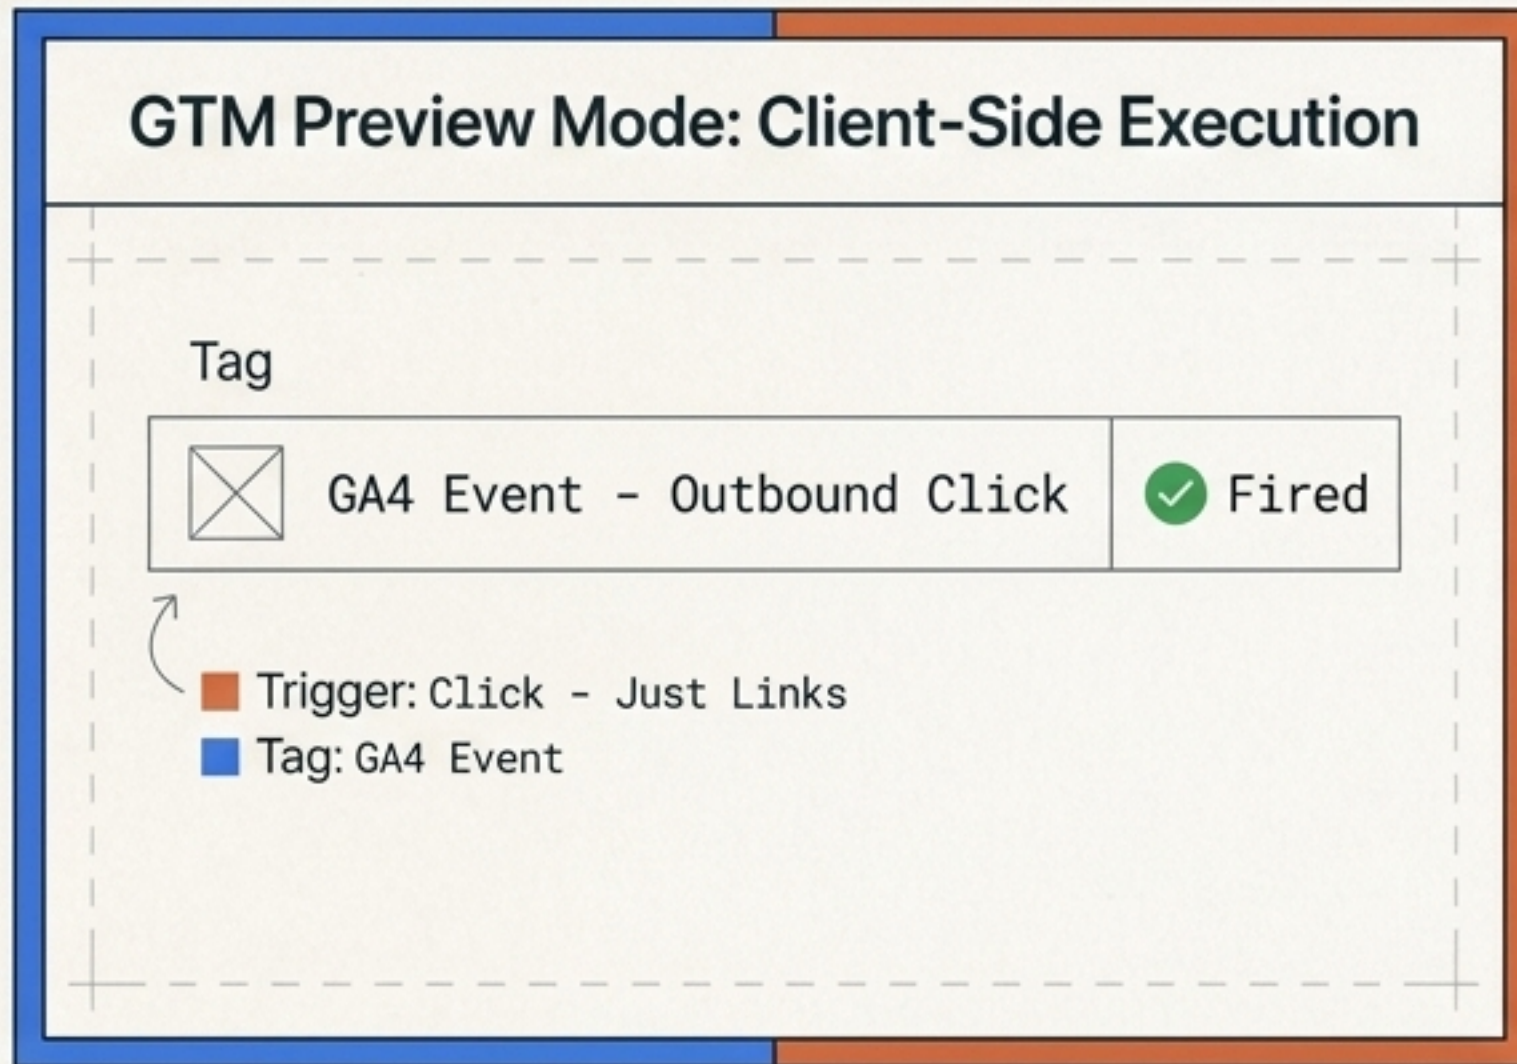 GTM Preview Mode: Client-Side Execution
Tag
GA4 Event - Outbound Click
Fired
Trigger: Click - Just Links
Tag: GA4 Event